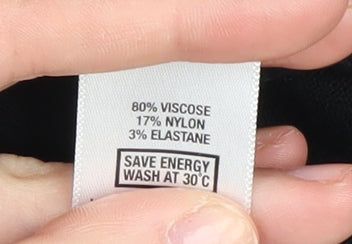 80% VISCOSE
17% NYLON
3% ELASTANE
SAVE ENERGY
WASH AT 30°C